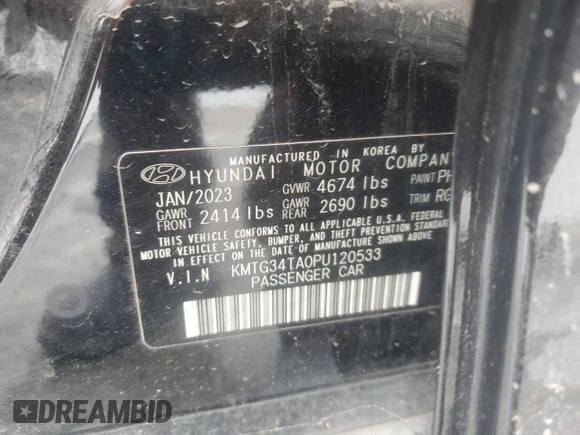 MANUFACTURED IN KOREA BY
HYUNDAI MOTOR COMPANY
JAN/2023 GVWR 4674 lbs PAINT PH
GAWR FRONT 2414 lbs GAWR REAR 2690 lbs TRIM RG
THIS VEHICLE CONFORMS TO ALL APPLICABLE U.S.A. FEDERAL
MOTOR VEHICLE SAFETY, BUMPER, AND THEFT PREVENTION STANDARDS
IN EFFECT ON THE DATE OF MANUFACTURE SHOWN ABOVE.
V.I.N KMTG34TA0PU120533
PASSENGER CAR
DREAMBID